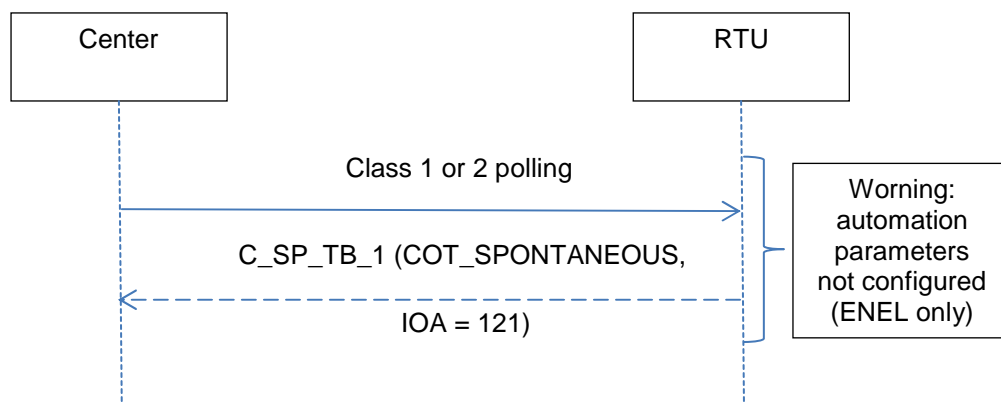 Center
RTU
Class 1 or 2 polling
C_SP_TB_1 (COT_SPONTANEOUS,
IOA = 121)
Worning:
automation
parameters
not configured
(ENEL only)